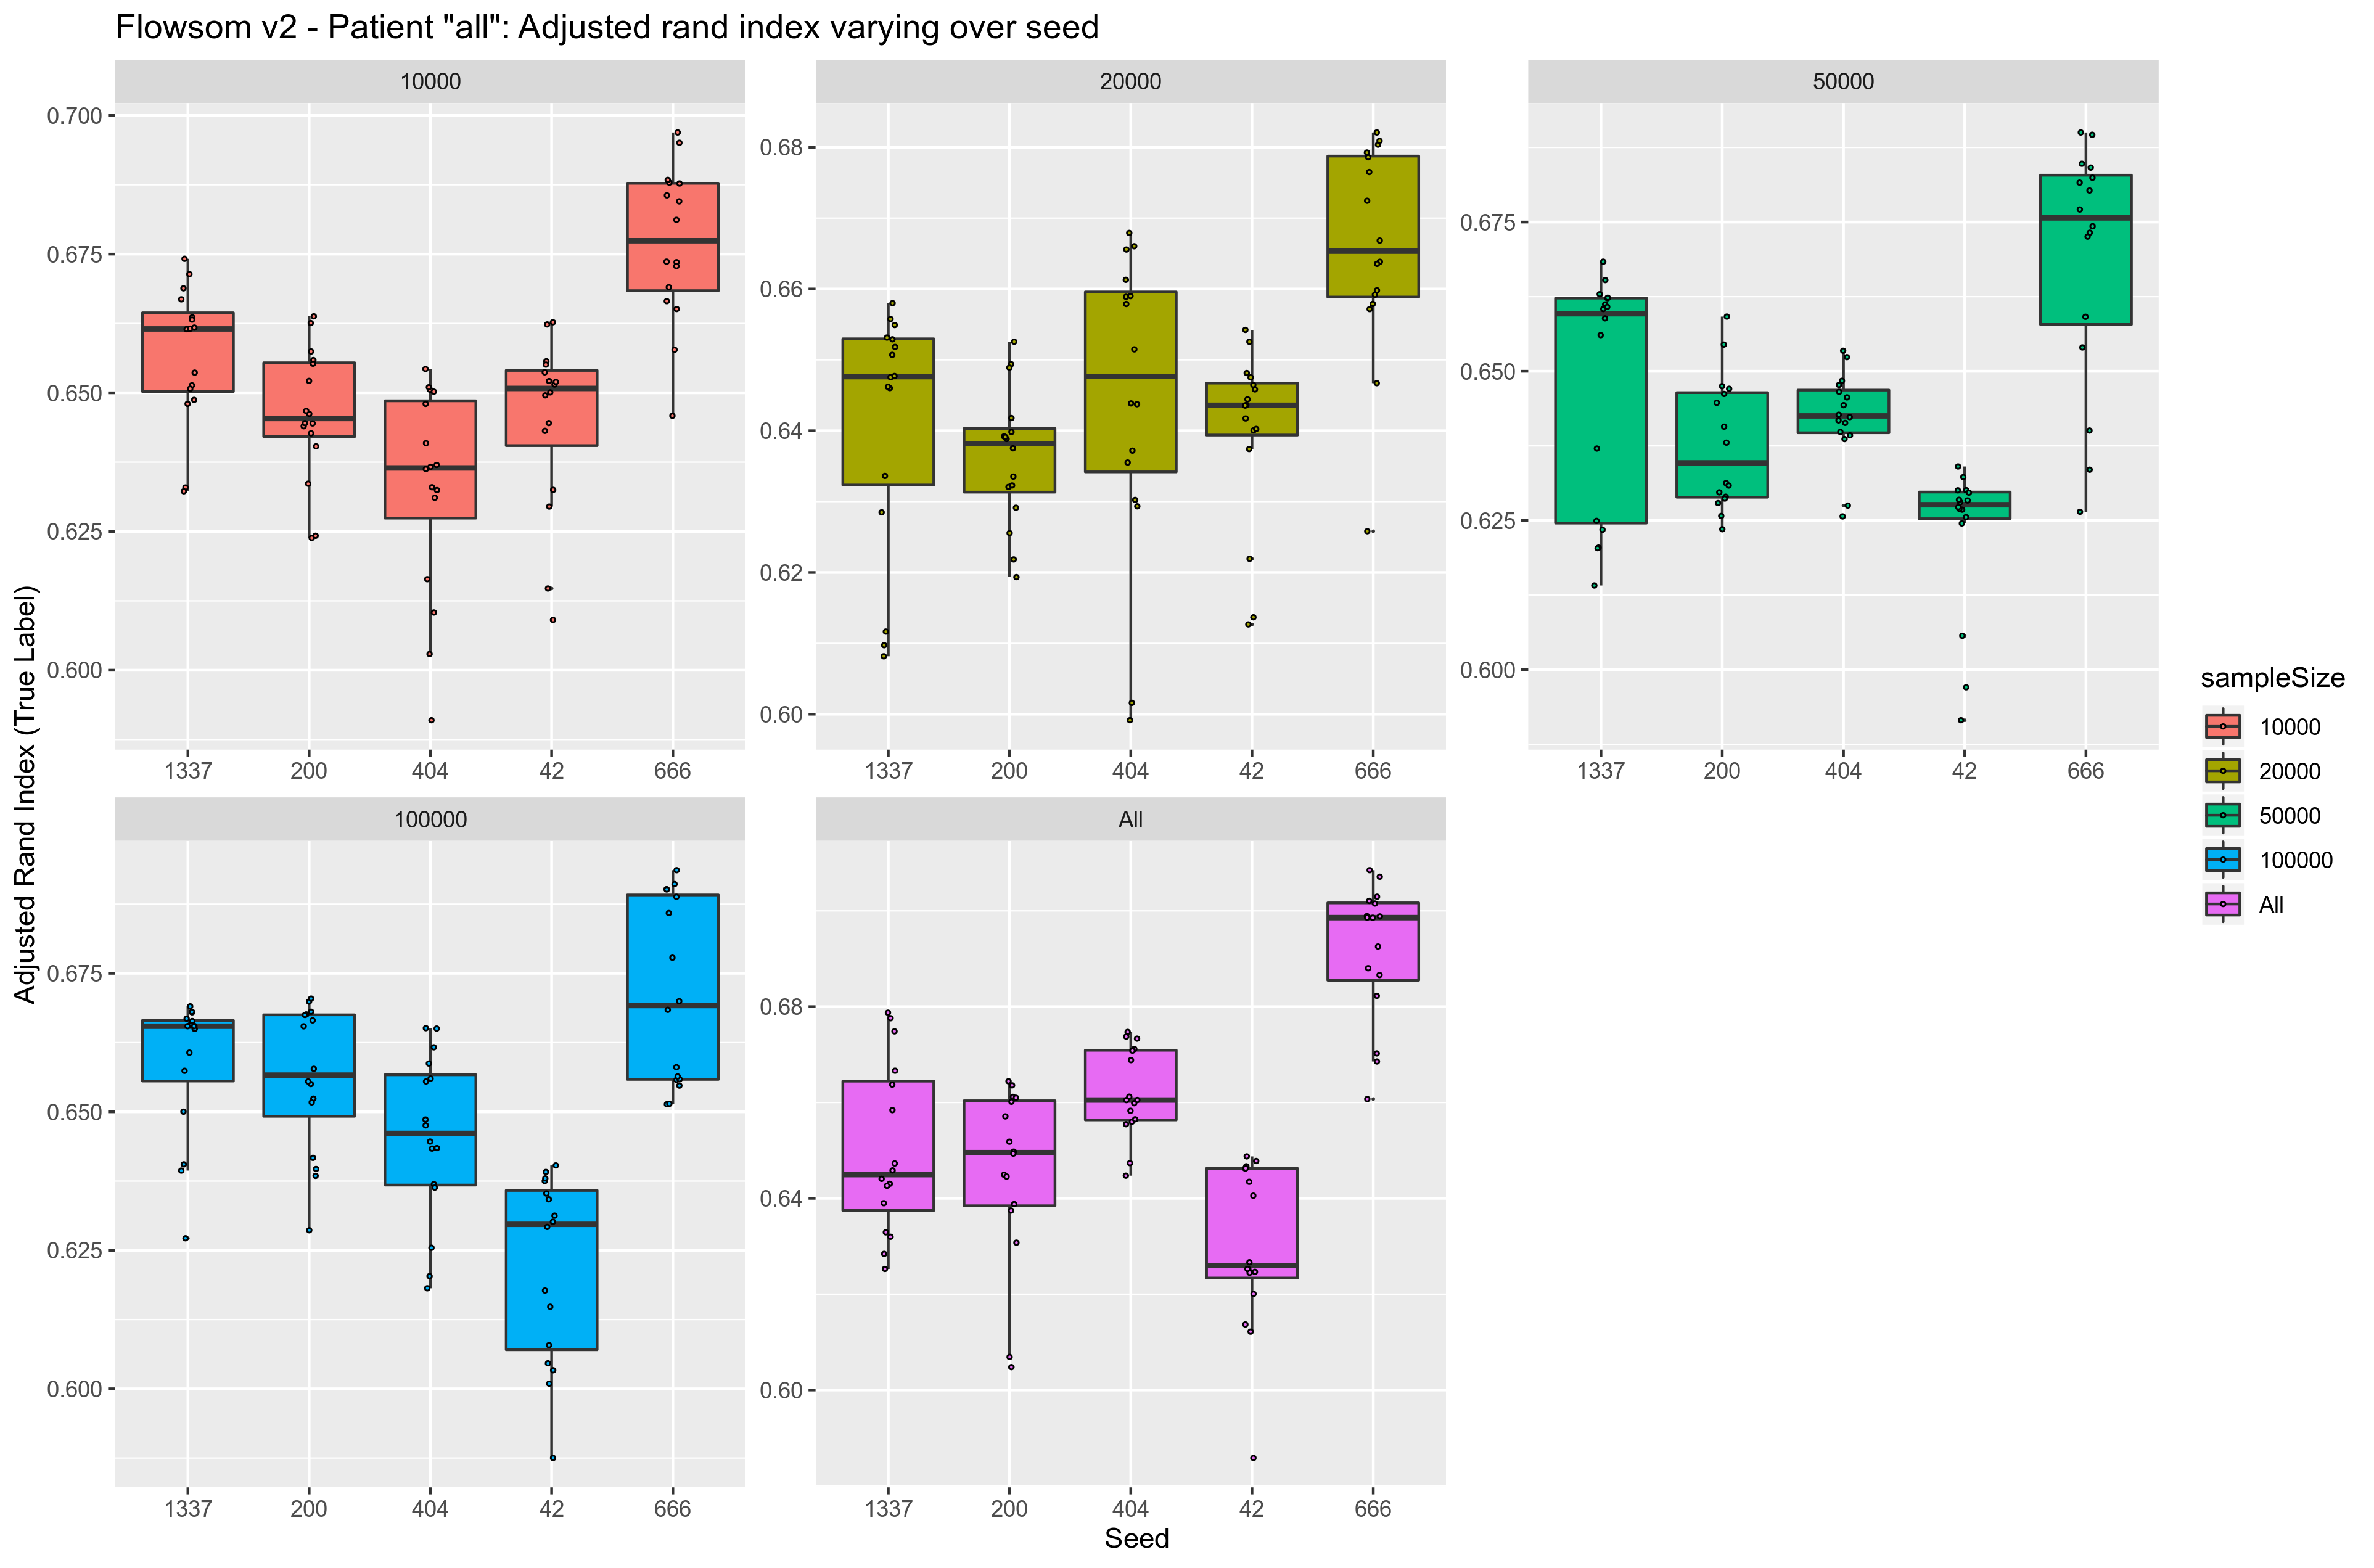 Flowsom v2 - Patient "all": Adjusted rand index varying over seed
10000
20000
50000
0.700
0.675
0.650
0.625
0.600
0.68
0.66
0.64
0.62
0.60
0.675
0.650
0.625
0.600
1337 200 404 42 666
1337 200 404 42 666
1337 200 404 42 666
100000
All
0.675
0.650
0.625
0.600
0.68
0.64
0.60
1337 200 404 42 666
1337 200 404 42 666
Adjusted Rand Index (True Label)
Seed
sampleSize
10000
20000
50000
100000
All